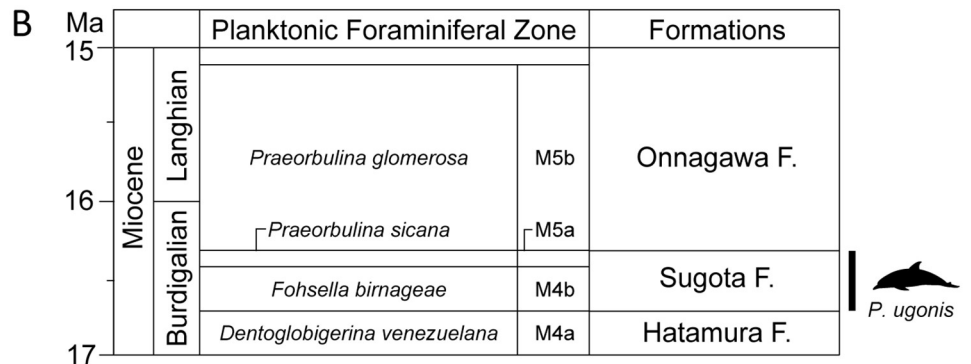 B
Ma
Planktonic Foraminiferal Zone
Formations
15
Miocene
Langhian
Praeorbulina glomerosa
M5b
Onnagawa F.
16
Burdigalian
Praeorbulina sicana
M5a
Fohsella birnageae
M4b
Sugota F.
P. ugonis
Dentoglobigerina venezuelana
M4a
Hatamura F.
17